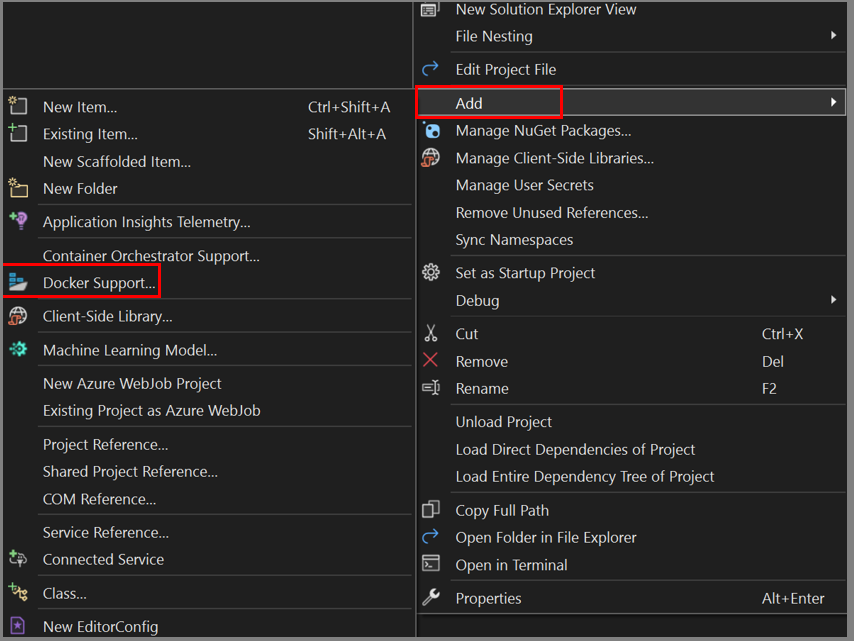 New Solution Explorer View
File Nesting
Edit Project File
Add
Manage NuGet Packages...
Manage Client-Side Libraries...
Manage User Secrets
Remove Unused References...
Sync Namespaces
Set as Startup Project
Debug
Cut Ctrl+X
Remove Del
Rename F2
Unload Project
Load Direct Dependencies of Project
Load Entire Dependency Tree of Project
Copy Full Path
Open Folder in File Explorer
Open in Terminal
Properties Alt+Enter
New Item... Ctrl+Shift+A
Existing Item... Shift+Alt+A
New Scaffolded Item...
New Folder
Application Insights Telemetry...
Container Orchestrator Support...
Docker Support...
Client-Side Library...
Machine Learning Model...
New Azure WebJob Project
Existing Project as Azure WebJob
Project Reference...
Shared Project Reference...
COM Reference...
Service Reference...
Connected Service
Class...
New EditorConfig